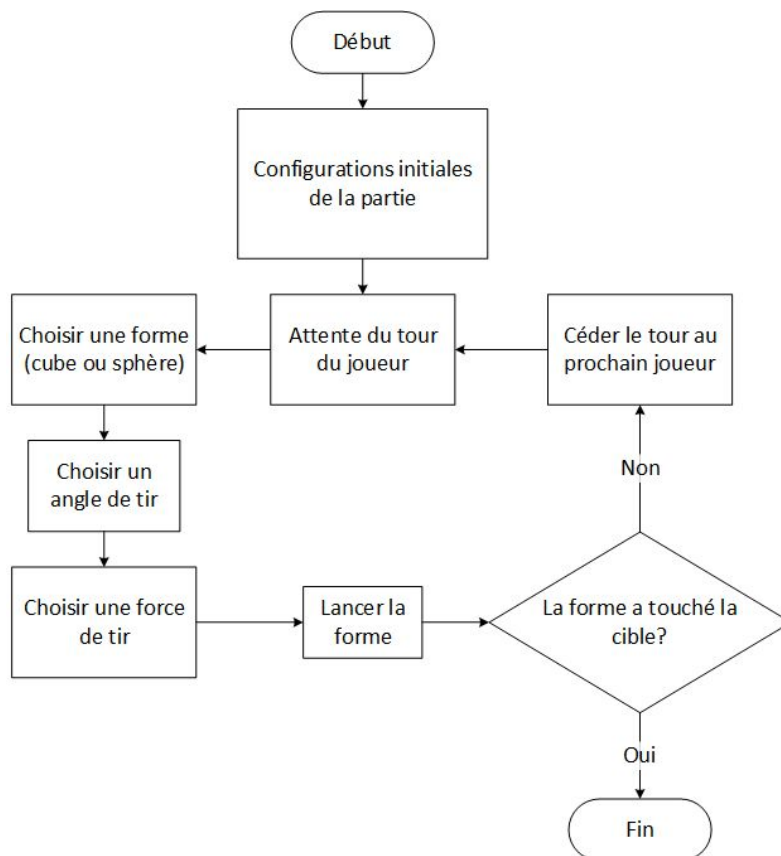 Début
Configurations initiales
de la partie
Choisir une forme
(cube ou sphère)
Attente du tour
du joueur
Céder le tour au
prochain joueur
Choisir un
angle de tir
Non
Choisir une force
de tir
Lancer la
forme
La forme a touché la
cible?
Oui
Fin